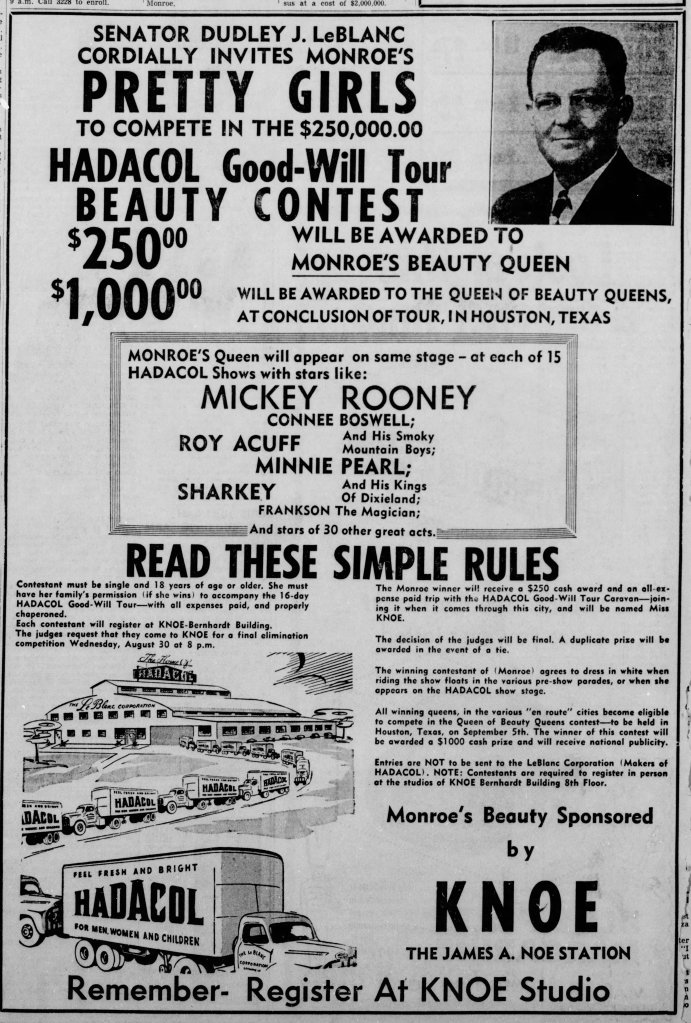 9 a.m. Call 3228 to enroll.
Monroe.
sus at a cost of $2,000,000.
SENATOR DUDLEY J. LeBLANC
CORDIALLY INVITES MONROE'S
PRETTY GIRLS
TO COMPETE IN THE $250,000.00
HADACOL Good-Will Tour
BEAUTY CONTEST
$250.00 WILL BE AWARDED TO
MONROE'S BEAUTY QUEEN
$1,000.00 WILL BE AWARDED TO THE QUEEN OF BEAUTY QUEENS,
AT CONCLUSION OF TOUR, IN HOUSTON, TEXAS
MONROE'S Queen will appear on same stage – at each of 15
HADACOL Shows with stars like:
MICKEY ROONEY
CONNEE BOSWELL;
ROY ACUFF And His Smoky
Mountain Boys;
MINNIE PEARL;
SHARKEY And His Kings
Of Dixieland;
FRANKSON The Magician;
And stars of 30 other great acts.
READ THESE SIMPLE RULES
Contestant must be single and 18 years of age or older. She must
have her family's permission (if she wins) to accompany the 16-day
HADACOL Good-Will Tour—with all expenses paid, and properly
chaperoned.
Each contestant will register at KNOE-Bernhardt Building.
The judges request that they come to KNOE for a final elimination
competition Wednesday, August 30 at 8 p.m.
The Home Of
HADACOL
THE LeBlanc CORPORATION
HADACOL
HADACOL
HADACOL
HADACOL
DACOL
FEEL FRESH AND BRIGHT
HADACOL
FOR MEN, WOMEN AND CHILDREN
THE LeBLANC
CORPORATION
The Monroe winner will receive a $250 cash award and an all-ex-
pense paid trip with the HADACOL Good-Will Tour Caravan—join-
ing it when it comes through this city, and will be named Miss
KNOE.
The decision of the judges will be final. A duplicate prize will be
awarded in the event of a tie.
The winning contestant of (Monroe) agrees to dress in white when
riding the show floats in the various pre-show parades, or when she
appears on the HADACOL show stage.
All winning queens, in the various "en route" cities become eligible
to compete in the Queen of Beauty Queens contest—to be held in
Houston, Texas, on September 5th. The winner of this contest will
be awarded a $1000 cash prize and will receive national publicity.
Entries are NOT to be sent to the LeBlanc Corporation (Makers of
HADACOL). NOTE: Contestants are required to register in person
at the studios of KNOE Bernhardt Building 8th Floor.
Monroe's Beauty Sponsored
by
KNOE
THE JAMES A. NOE STATION
Remember- Register At KNOE Studio